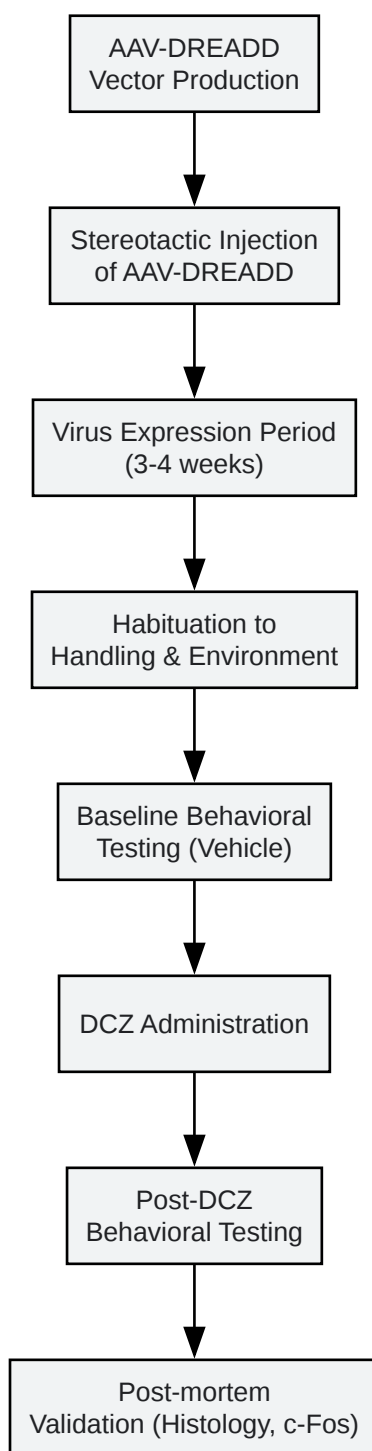 AAV-DREADD
Vector Production
Stereotactic Injection
of AAV-DREADD
Virus Expression Period
(3-4 weeks)
Habituation to
Handling & Environment
Baseline Behavioral
Testing (Vehicle)
DCZ Administration
Post-DCZ
Behavioral Testing
Post-mortem
Validation (Histology, c-Fos)